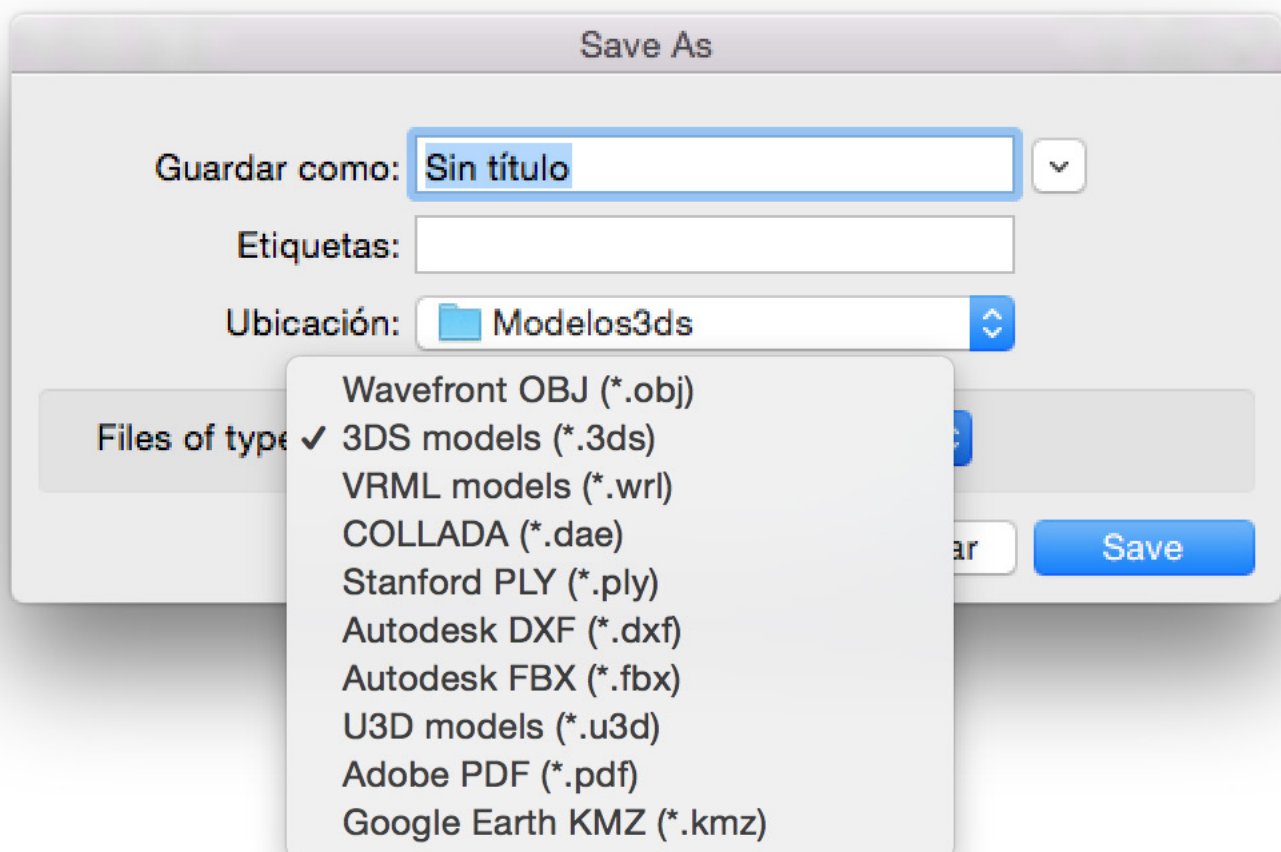 Save As
Guardar como: Sin título
Etiquetas:
Ubicación: Modelos3ds
Wavefront OBJ (*.obj)
Files of type ✓ 3DS models (*.3ds)
VRML models (*.wrl)
COLLADA (*.dae)
ar Save
Stanford PLY (*.ply)
Autodesk DXF (*.dxf)
Autodesk FBX (*.fbx)
U3D models (*.u3d)
Adobe PDF (*.pdf)
Google Earth KMZ (*.kmz)